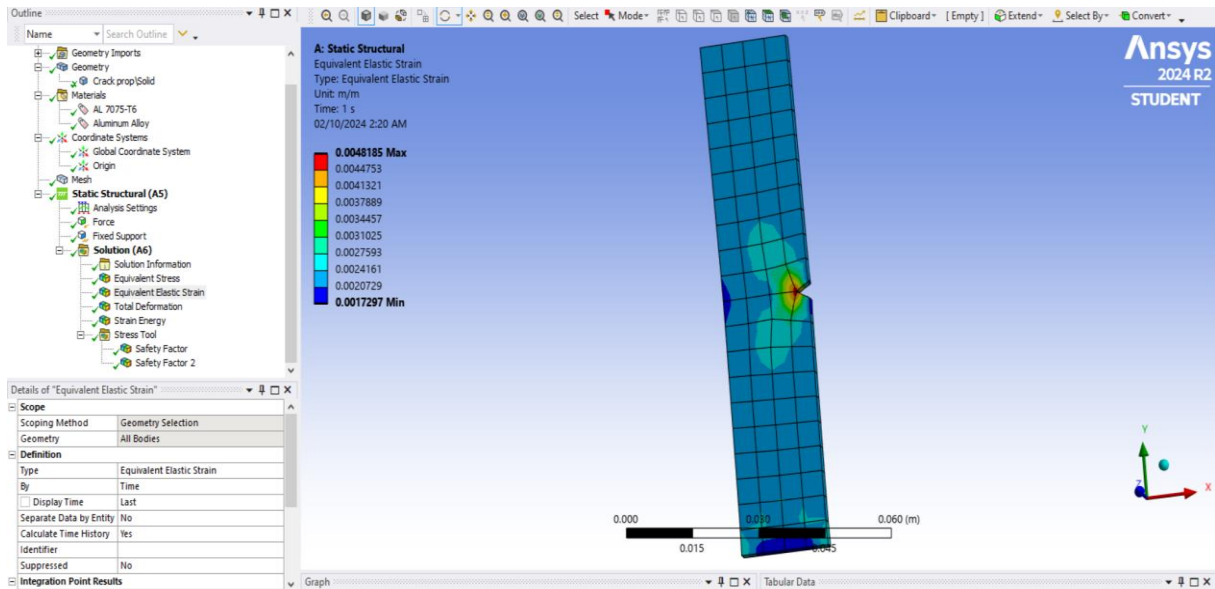 Outline
Name
Search Outline
Geometry Imports
Geometry
Crack prop\Solid
Materials
AL 7075-T6
Aluminum Alloy
Coordinate Systems
Global Coordinate System
Origin
Mesh
Static Structural (A5)
Analysis Settings
Force
Fixed Support
Solution (A6)
Solution Information
Equivalent Stress
Equivalent Elastic Strain
Total Deformation
Strain Energy
Stress Tool
Safety Factor
Safety Factor 2
Details of "Equivalent Elastic Strain"
Scope
Scoping Method Geometry Selection
Geometry All Bodies
Definition
Type Equivalent Elastic Strain
By Time
Display Time Last
Separate Data by Entity No
Calculate Time History Yes
Identifier
Suppressed No
Integration Point Results
Select Mode Clipboard [ Empty ] Extend Select By Convert
A: Static Structural
Equivalent Elastic Strain
Type: Equivalent Elastic Strain
Unit: m/m
Time: 1 s
02/10/2024 2:20 AM
0.0048185 Max
0.0044753
0.0041321
0.0037889
0.0034457
0.0031025
0.0027593
0.0024161
0.0020729
0.0017297 Min
Ansys
2024 R2
STUDENT
Y
X
Z
0.000 0.030 0.060 (m)
0.015 0.045
Graph
Tabular Data